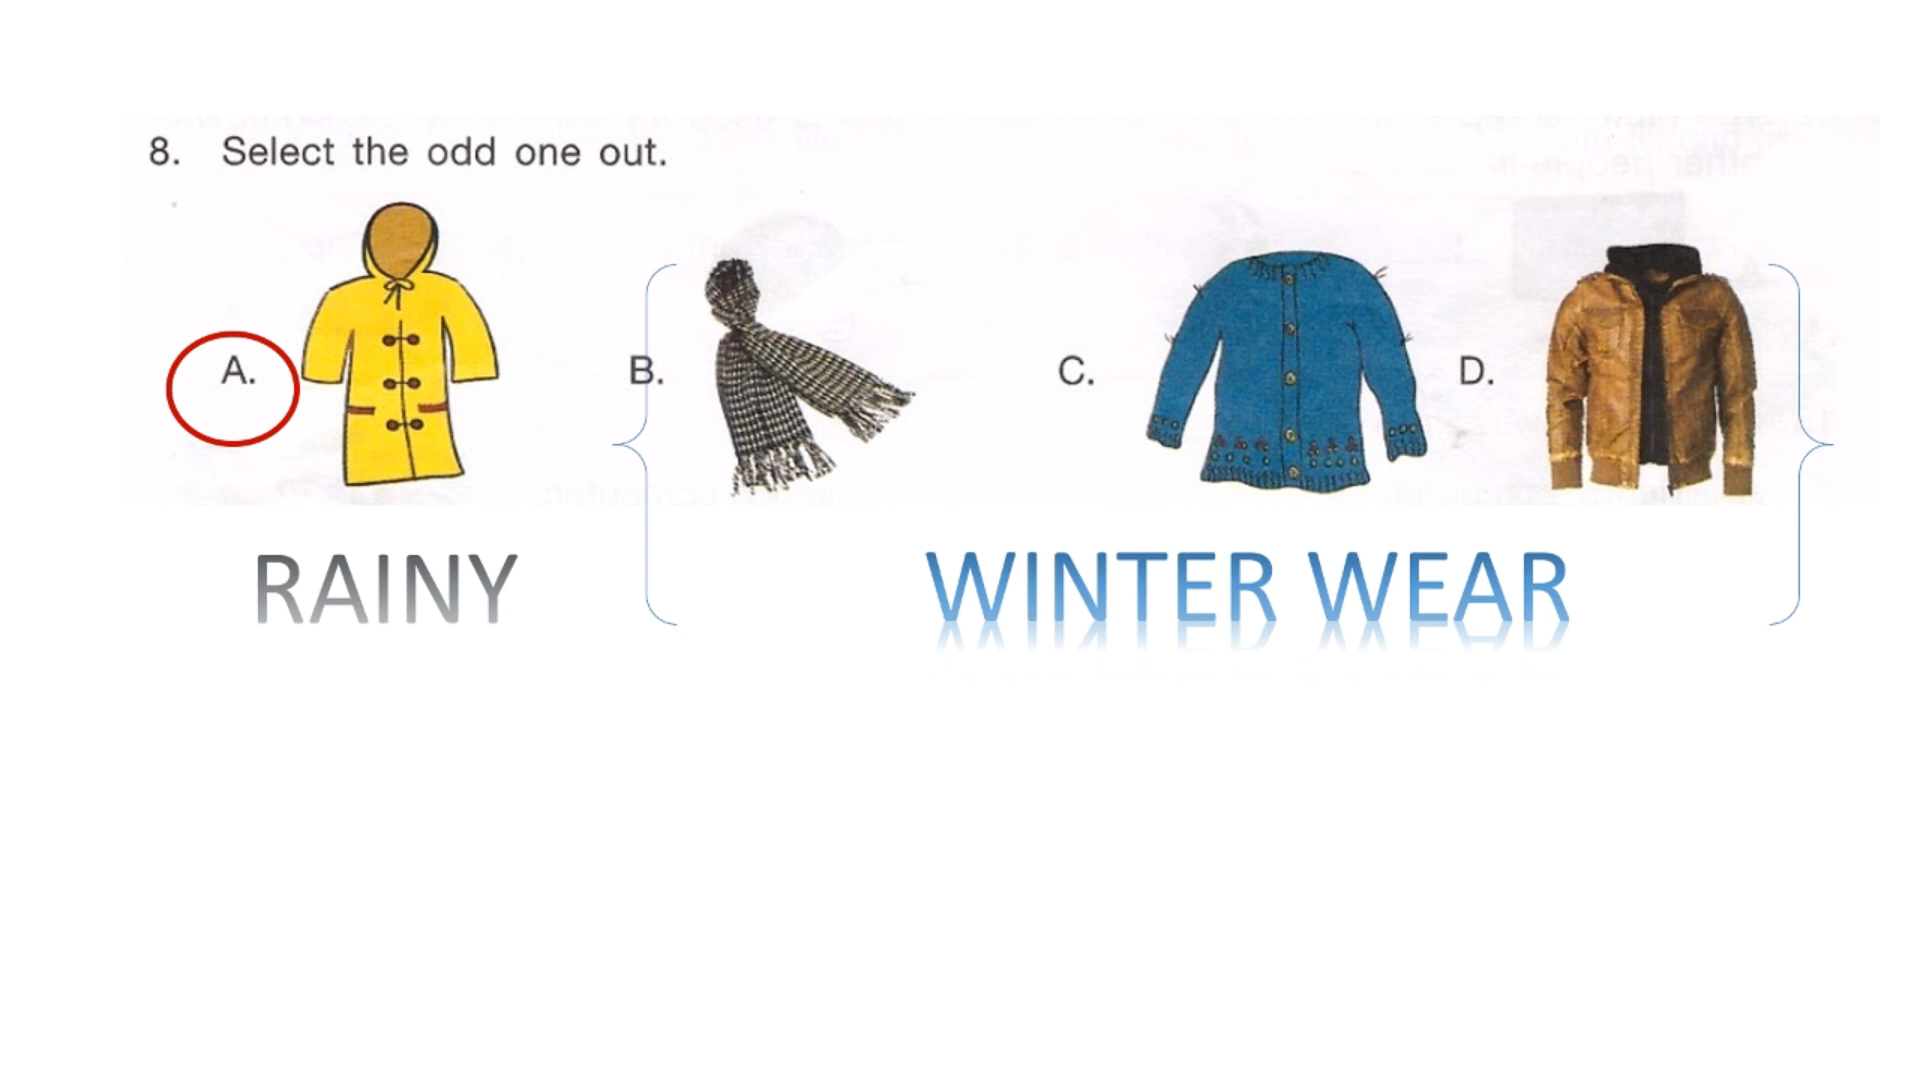 8. Select the odd one out.
A. B. C. D.
RAINY WINTER WEAR